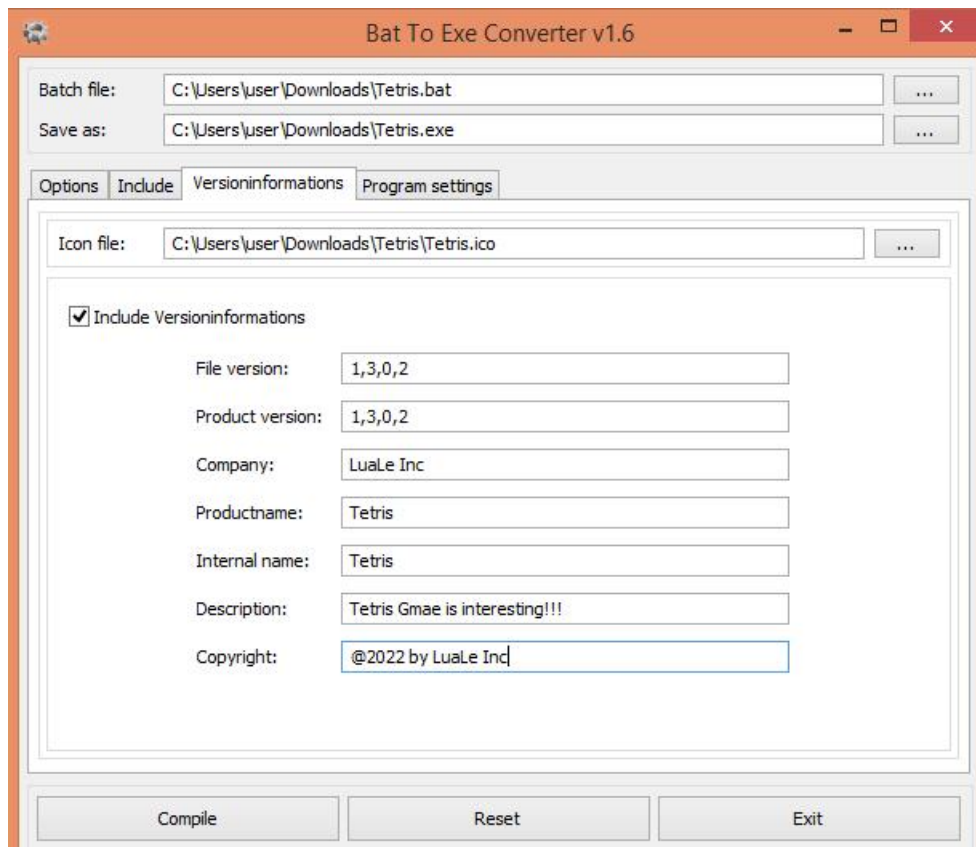 Bat To Exe Converter v1.6
Batch file: C:\Users\user\Downloads\Tetris.bat ...
Save as: C:\Users\user\Downloads\Tetris.exe ...
Options Include Versioninformations Program settings
Icon file: C:\Users\user\Downloads\Tetris\Tetris.ico ...
Include Versioninformations
File version: 1,3,0,2
Product version: 1,3,0,2
Company: LuaLe Inc
Productname: Tetris
Internal name: Tetris
Description: Tetris Gmae is interesting!!!
Copyright: @2022 by LuaLe Inc
Compile Reset Exit